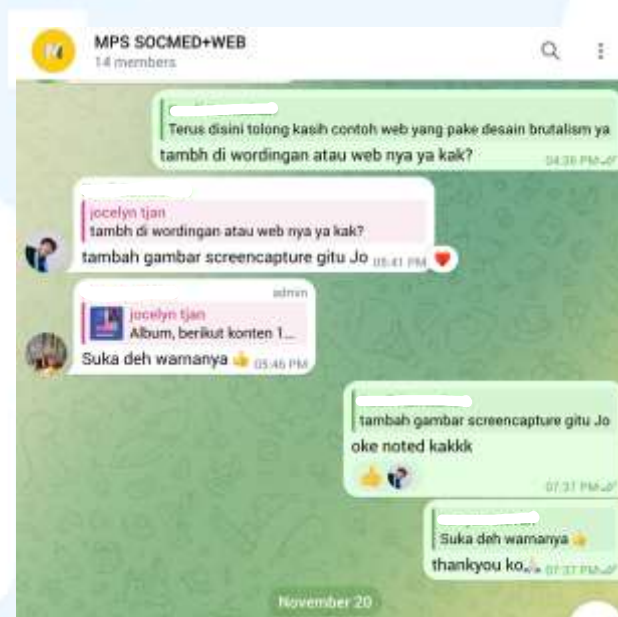 MPS SOCMED+WEB
14 members
Terus disini tolong kasih contoh web yang pake desain brutalism ya
tambh di wordingan atau web nya ya kak?
04:36 PM
jocelyn tjan
tambh di wordingan atau web nya ya kak?
tambah gambar screencapture gitu Jo
05:41 PM
admin
jocelyn tjan
Album, berikut konten 1...
Suka deh warnanya 👍
05:46 PM
tambah gambar screencapture gitu Jo
oke noted kakkk
07:37 PM
Suka deh warnanya 👍
thankyou ko🙏🏻
07:37 PM
November 20